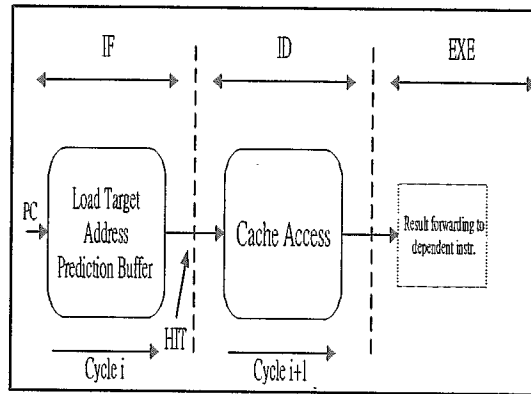 IF
ID
EXE
PC
Load Target
Address
Prediction Buffer
HIT
Cache Access
Result forwarding to
dependent instr.
Cycle i
Cycle i+1